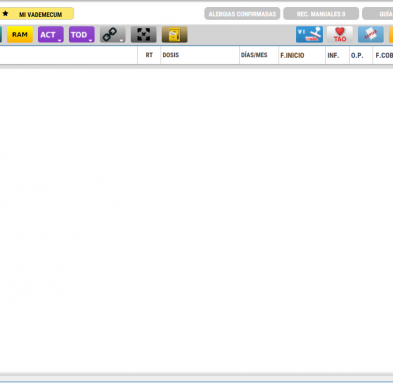 ★ MI VADEMECUM ALERGIAS CONFIRMADAS REC. MANUALES 0 GUÍA
RAM ACT TOD V I TAO
RT DOSIS DÍAS/MES F.INICIO INF. O.P. F.COB